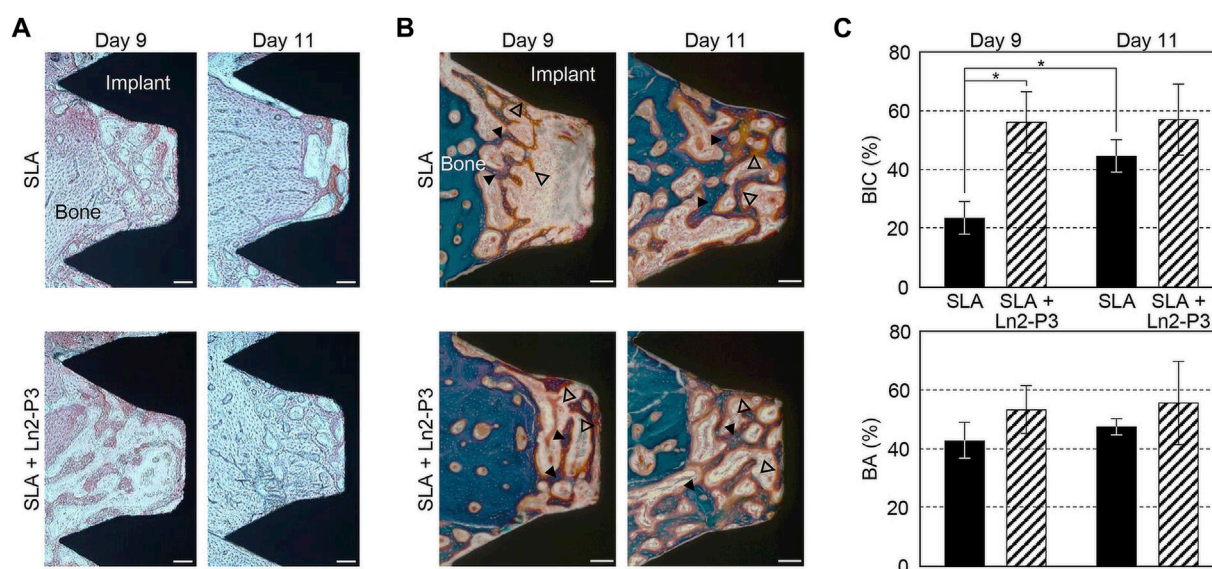 A
Day 9
Day 11
SLA
Implant
Bone
SLA + Ln2-P3
B
Day 9
Day 11
SLA
Implant
Bone
SLA + Ln2-P3
C
Day 9
Day 11
BIC (%)
80
60
40
20
0
*
*
SLA
SLA +
Ln2-P3
SLA
SLA +
Ln2-P3
BA (%)
80
60
40
20
0